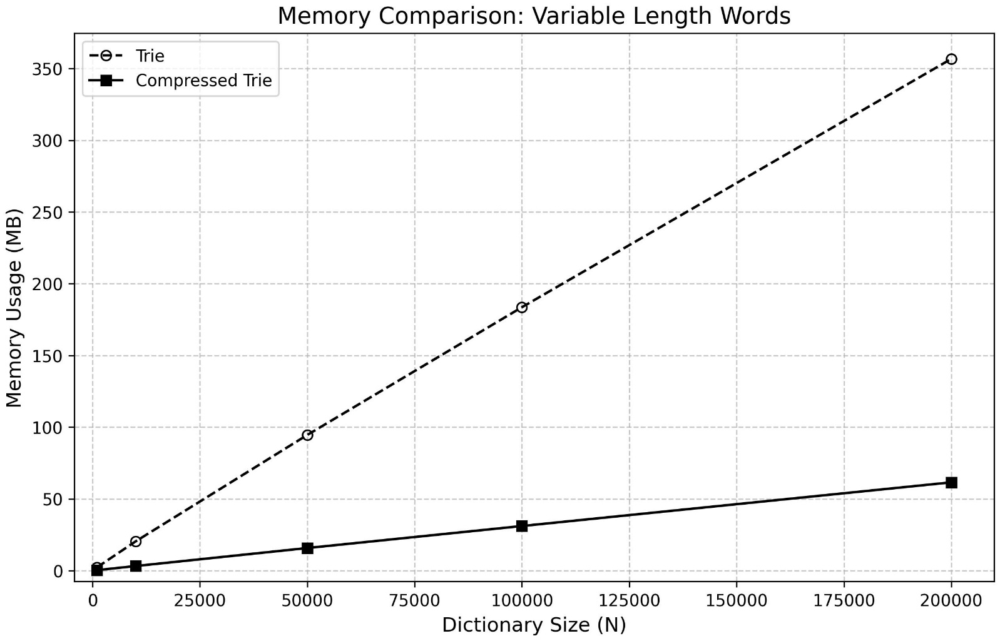 Memory Comparison: Variable Length Words
Trie
Compressed Trie
Memory Usage (MB)
350
300
250
200
150
100
50
0
0 25000 50000 75000 100000 125000 150000 175000 200000
Dictionary Size (N)